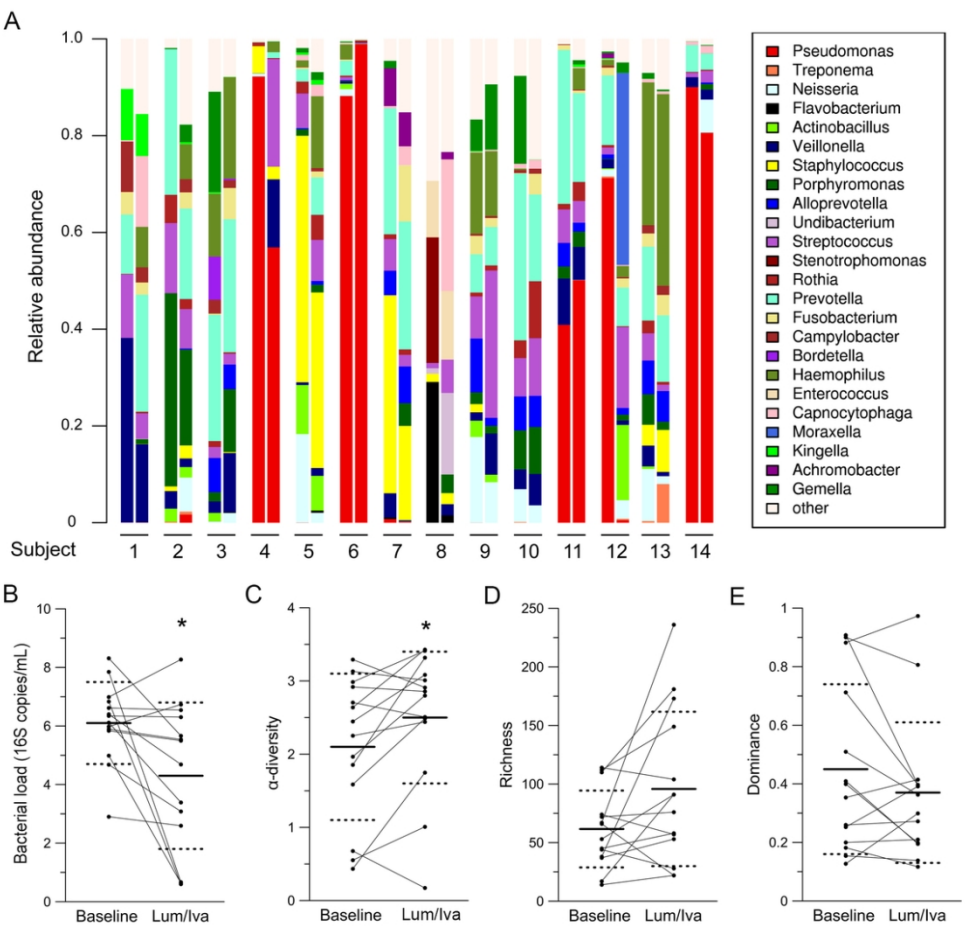 A
1.0
0.8
0.6
0.4
0.2
0
Relative abundance
Subject
1 2 3 4 5 6 7 8 9 10 11 12 13 14
Pseudomonas
Treponema
Neisseria
Flavobacterium
Actinobacillus
Veillonella
Staphylococcus
Porphyromonas
Alloprevotella
Undibacterium
Streptococcus
Stenotrophomonas
Rothia
Prevotella
Fusobacterium
Campylobacter
Bordetella
Haemophilus
Enterococcus
Capnocytophaga
Moraxella
Kingella
Achromobacter
Gemella
other
B
10
8
6
4
2
0
Bacterial load (16S copies/mL)
*
Baseline Lum/Iva
C
4
3
2
1
0
α-diversity
*
Baseline Lum/Iva
D
250
200
150
100
50
0
Richness
Baseline Lum/Iva
E
1
0.8
0.6
0.4
0.2
0
Dominance
Baseline Lum/Iva